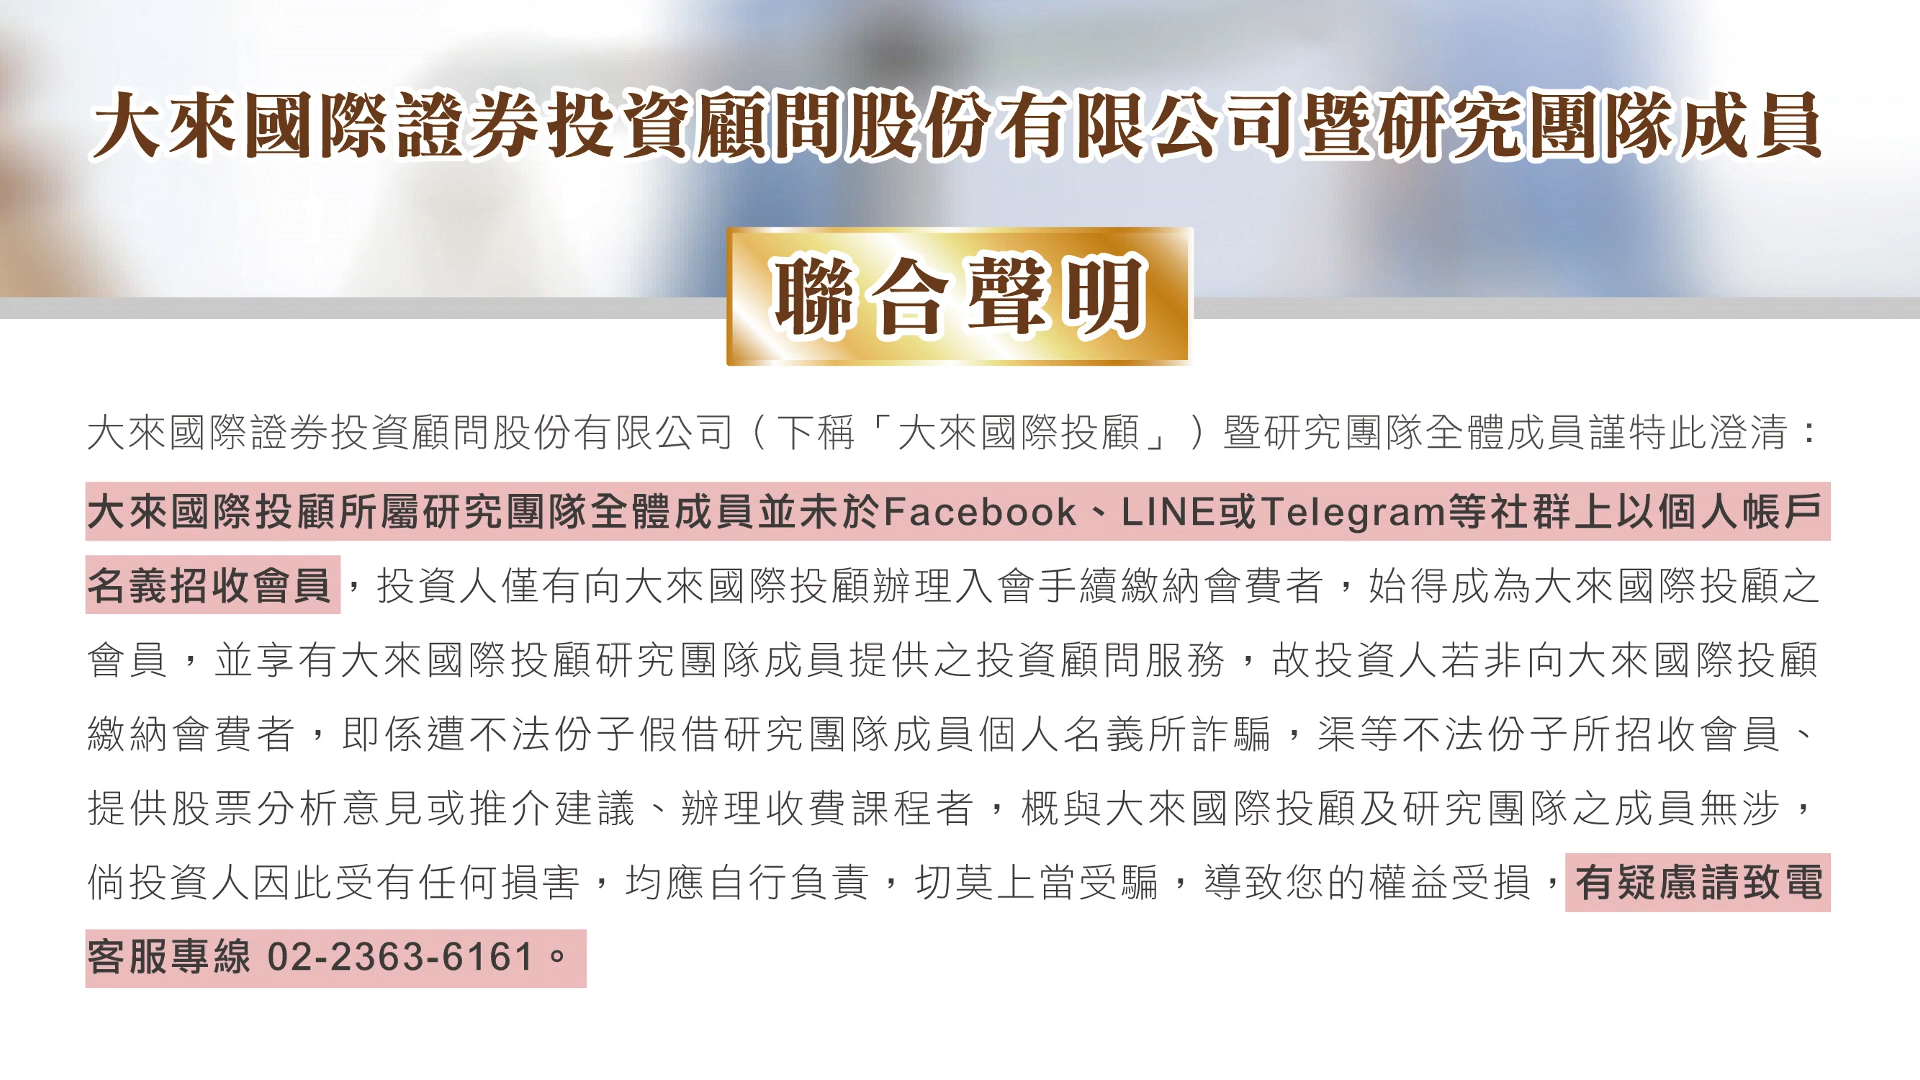 大來國際證券投資顧問股份有限公司暨研究團隊成員
聯合聲明
大來國際證券投資顧問股份有限公司（下稱「大來國際投顧」）暨研究團隊全體成員謹特此澄清：
大來國際投顧所屬研究團隊全體成員並未於Facebook、LINE或Telegram等社群上以個人帳戶
名義招收會員，投資人僅有向大來國際投顧辦理入會手續繳納會費者，始得成為大來國際投顧之
會員，並享有大來國際投顧研究團隊成員提供之投資顧問服務，故投資人若非向大來國際投顧
繳納會費者，即係遭不法份子假借研究團隊成員個人名義所詐騙，渠等不法份子所招收會員、
提供股票分析意見或推介建議、辦理收費課程者，概與大來國際投顧及研究團隊之成員無涉，
倘投資人因此受有任何損害，均應自行負責，切莫上當受騙，導致您的權益受損，有疑慮請致電
客服專線 02-2363-6161。